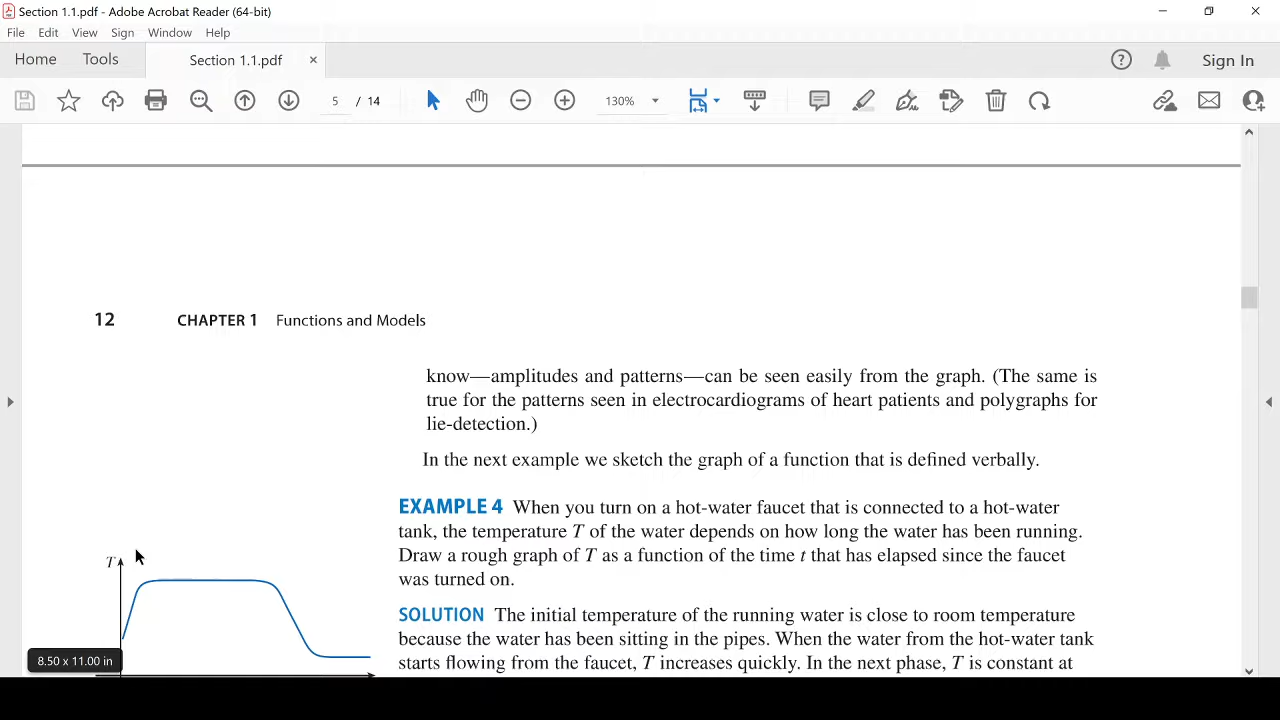 Section 1.1.pdf - Adobe Acrobat Reader (64-bit)
File Edit View Sign Window Help
Home Tools Section 1.1.pdf × Sign In
5 / 14 130%
12 CHAPTER 1 Functions and Models
know—amplitudes and patterns—can be seen easily from the graph. (The same is
true for the patterns seen in electrocardiograms of heart patients and polygraphs for
lie-detection.)
In the next example we sketch the graph of a function that is defined verbally.
EXAMPLE 4 When you turn on a hot-water faucet that is connected to a hot-water
tank, the temperature T of the water depends on how long the water has been running.
Draw a rough graph of T as a function of the time t that has elapsed since the faucet
was turned on.
T
SOLUTION The initial temperature of the running water is close to room temperature
because the water has been sitting in the pipes. When the water from the hot-water tank
starts flowing from the faucet, T increases quickly. In the next phase, T is constant at
8.50 x 11.00 in